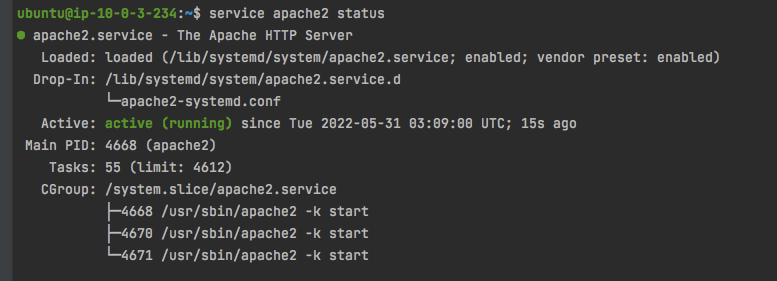 ubuntu@ip-10-0-3-234:~$ service apache2 status
● apache2.service - The Apache HTTP Server
   Loaded: loaded (/lib/systemd/system/apache2.service; enabled; vendor preset: enabled)
  Drop-In: /lib/systemd/system/apache2.service.d
           └─apache2-systemd.conf
   Active: active (running) since Tue 2022-05-31 03:09:00 UTC; 15s ago
 Main PID: 4668 (apache2)
    Tasks: 55 (limit: 4612)
   CGroup: /system.slice/apache2.service
           ├─4668 /usr/sbin/apache2 -k start
           ├─4670 /usr/sbin/apache2 -k start
           └─4671 /usr/sbin/apache2 -k start